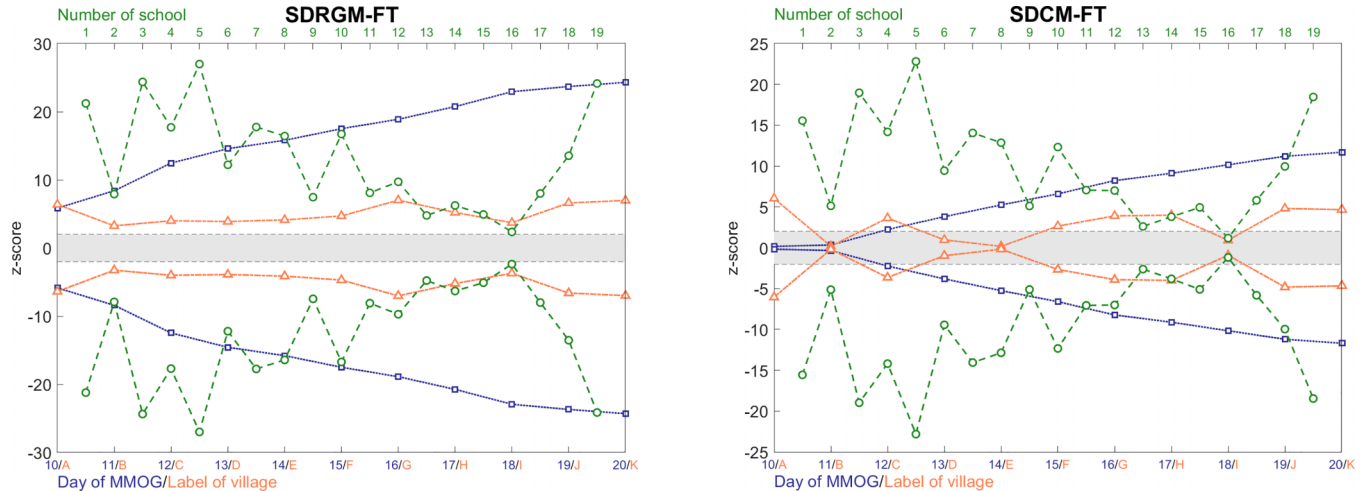 Number of school SDRGM-FT
1 2 3 4 5 6 7 8 9 10 11 12 13 14 15 16 17 18 19
30
20
10
0
-10
-20
-30
z-score
10/A 11/B 12/C 13/D 14/E 15/F 16/G 17/H 18/I 19/J 20/K
Day of MMOG/Label of village
Number of school SDCM-FT
1 2 3 4 5 6 7 8 9 10 11 12 13 14 15 16 17 18 19
25
20
15
10
5
0
-5
-10
-15
-20
-25
z-score
10/A 11/B 12/C 13/D 14/E 15/F 16/G 17/H 18/I 19/J 20/K
Day of MMOG/Label of village